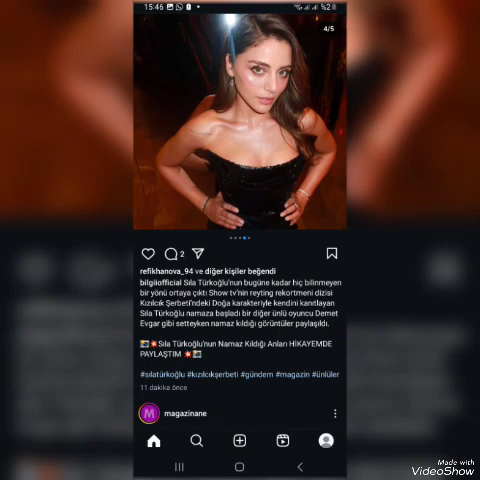 15:46
%2
4/5
2
refikhanova_94 ve diğer kişiler beğendi
bilgiiofficial Sıla Türkoğlu'nun bugüne kadar hiç bilinmeyen
bir yönü ortaya çıktı Show tv'nin reyting rekortmeni dizisi
Kızılcık Şerbeti'ndeki Doğa karakteriyle kendini kanıtlayan
Sıla Türkoğlu namaza başladı bir diğer ünlü oyuncu Demet
Evgar gibi setteyken namaz kıldığı görüntüler paylaşıldı.
📷💥Sıla Türkoğlu'nun Namaz Kıldığı Anları HİKAYEMDE
PAYLAŞTIM 💥📷
#sılatürkoğlu #kızılcıkşerbeti #gündem #magazin #ünlüler
11 dakika önce
M magazinane
Made with
VideoShow